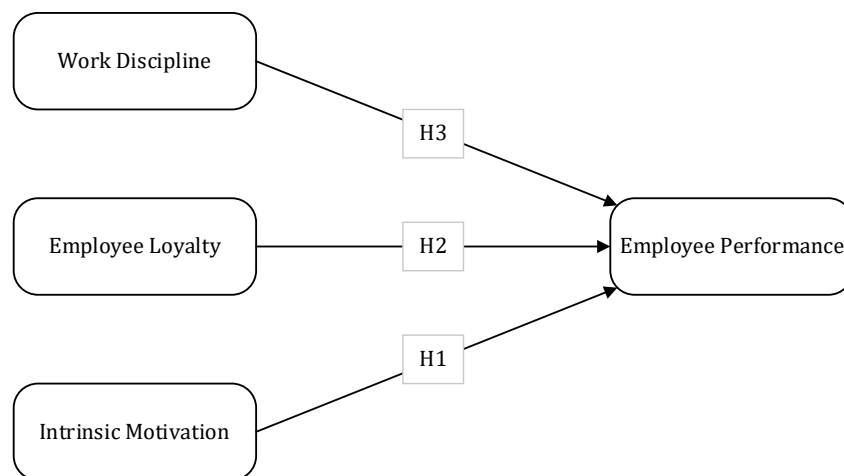 Work Discipline
H3
Employee Loyalty
H2
Employee Performance
H1
Intrinsic Motivation